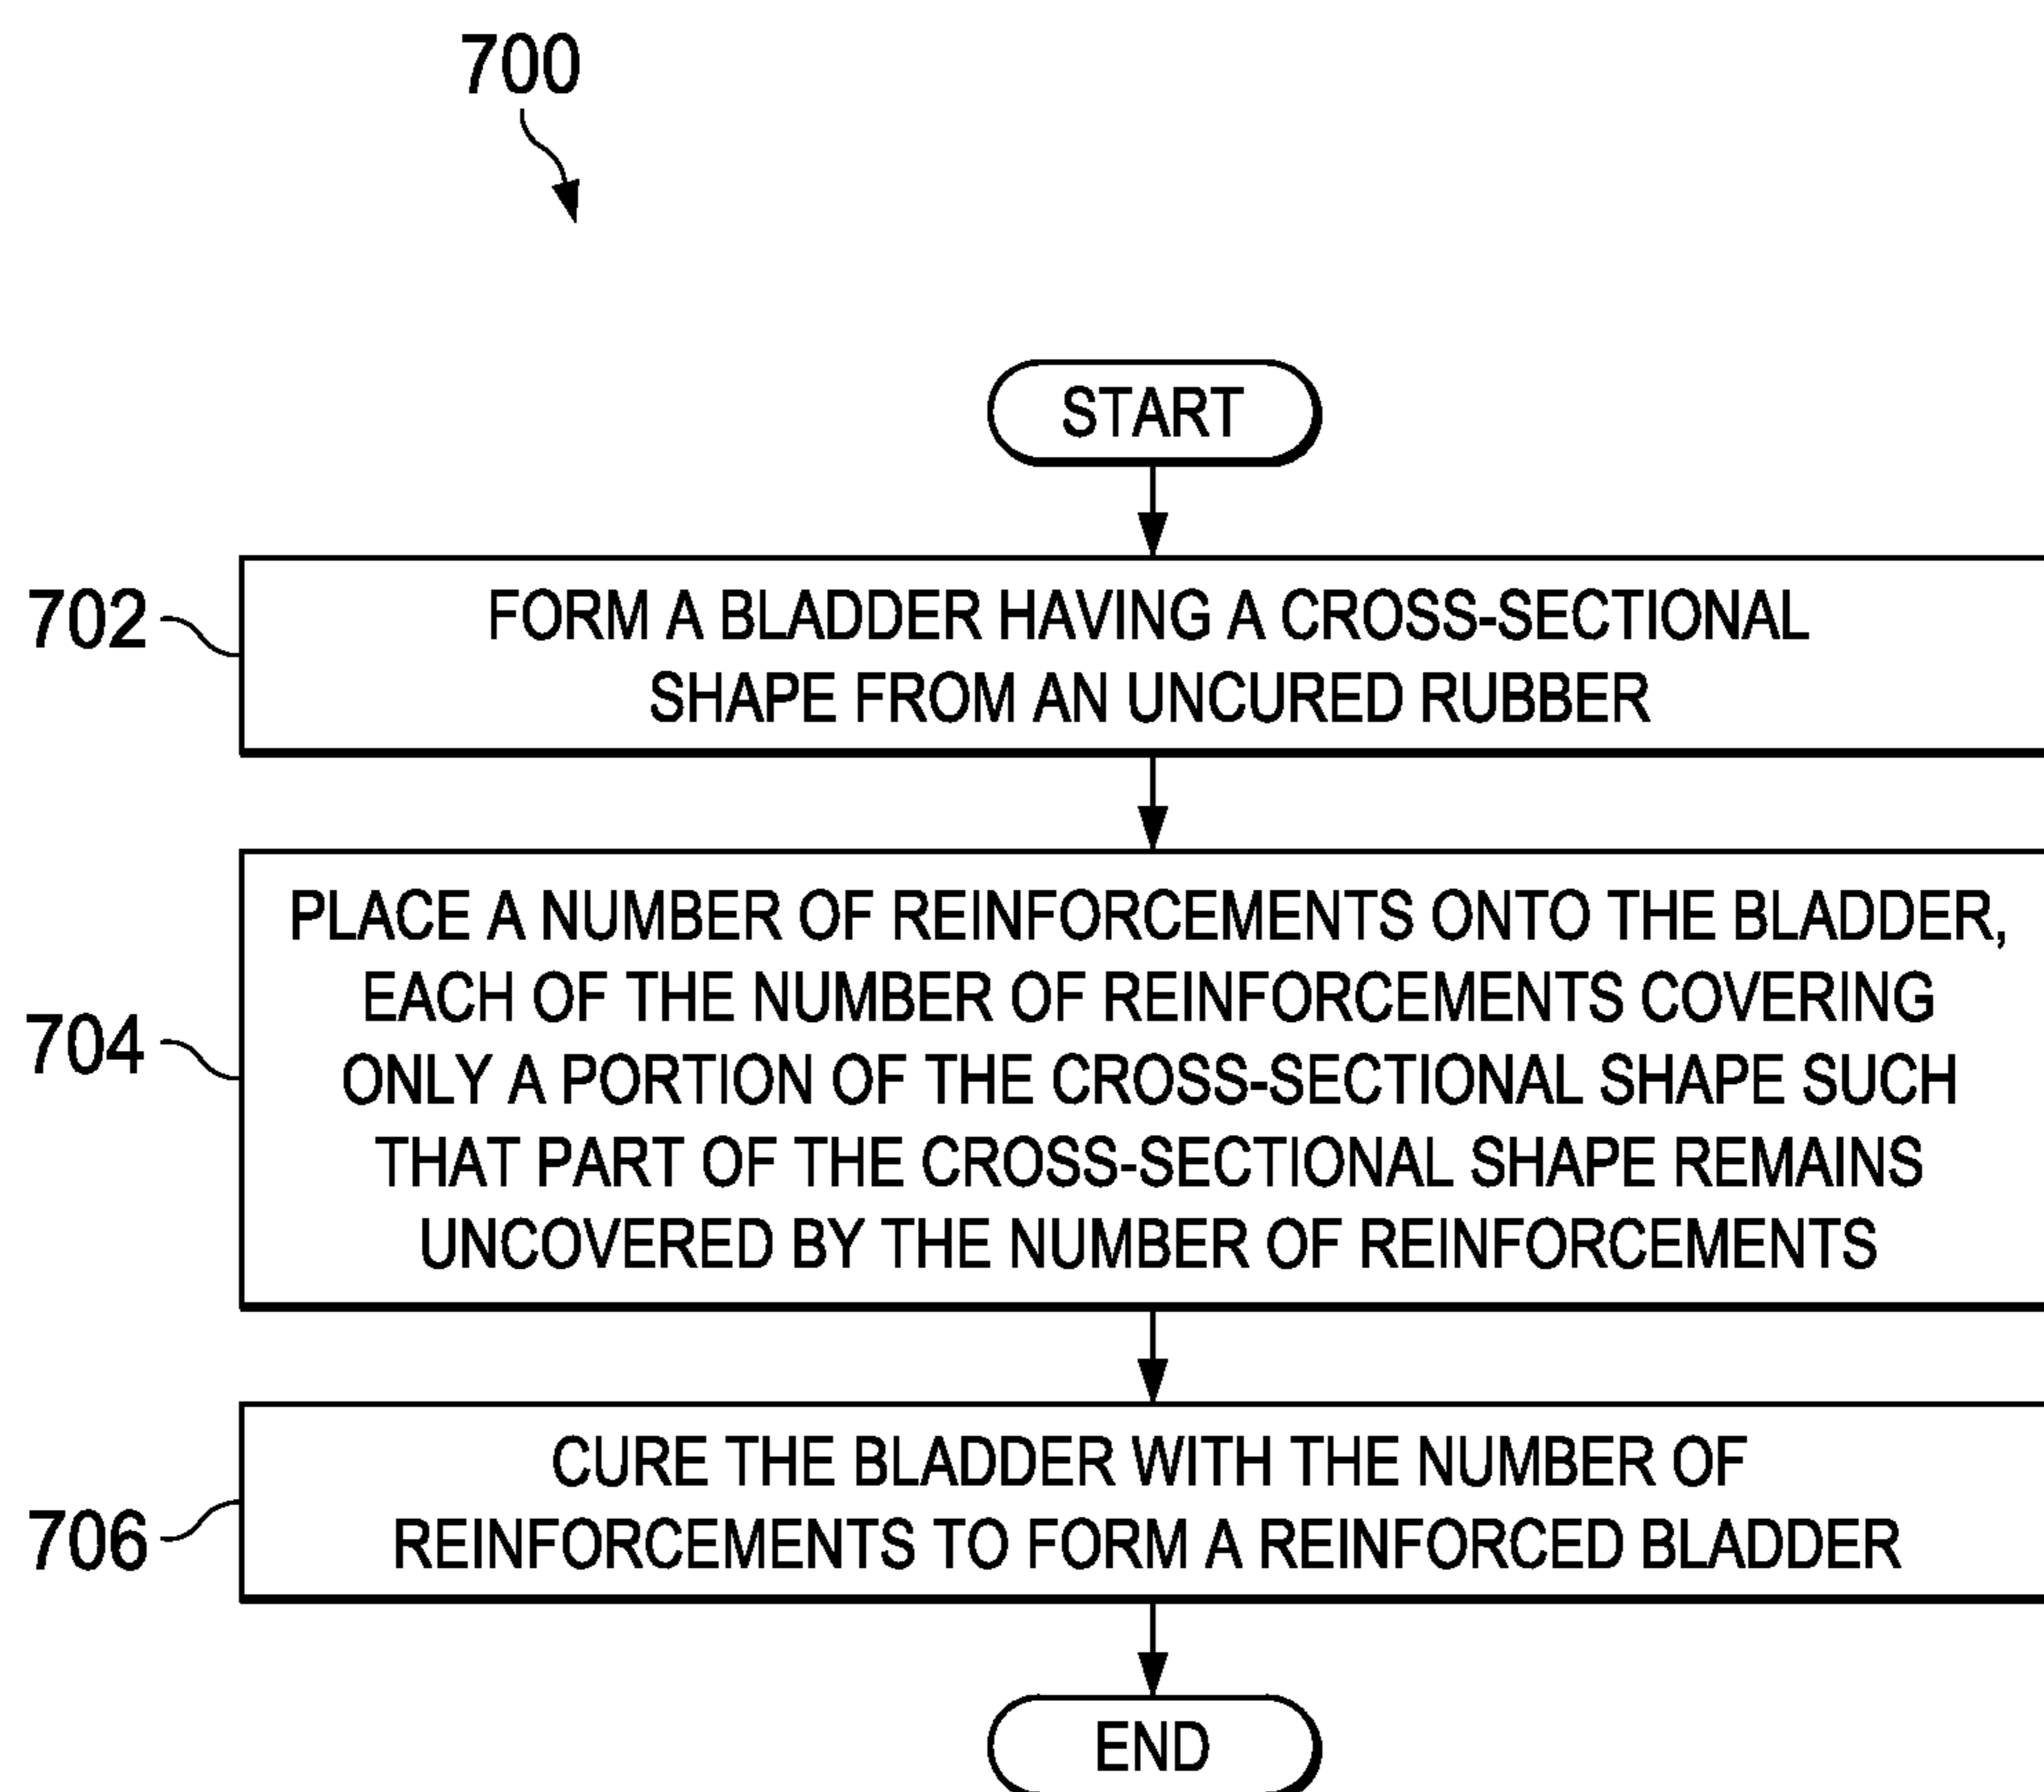 700
START
702
FORM A BLADDER HAVING A CROSS-SECTIONAL
SHAPE FROM AN UNCURED RUBBER
704
PLACE A NUMBER OF REINFORCEMENTS ONTO THE BLADDER,
EACH OF THE NUMBER OF REINFORCEMENTS COVERING
ONLY A PORTION OF THE CROSS-SECTIONAL SHAPE SUCH
THAT PART OF THE CROSS-SECTIONAL SHAPE REMAINS
UNCOVERED BY THE NUMBER OF REINFORCEMENTS
706
CURE THE BLADDER WITH THE NUMBER OF
REINFORCEMENTS TO FORM A REINFORCED BLADDER
END